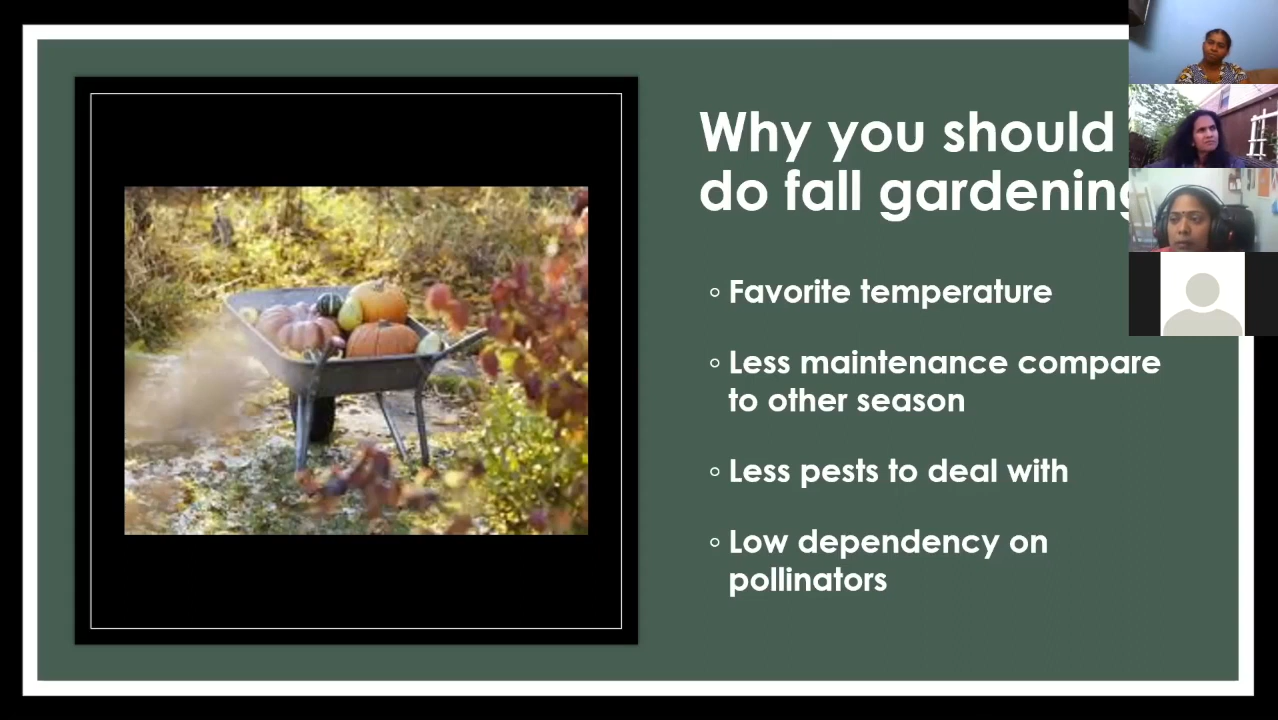 Why you should
do fall gardening
◦ Favorite temperature
◦ Less maintenance compare
to other season
◦ Less pests to deal with
◦ Low dependency on
pollinators